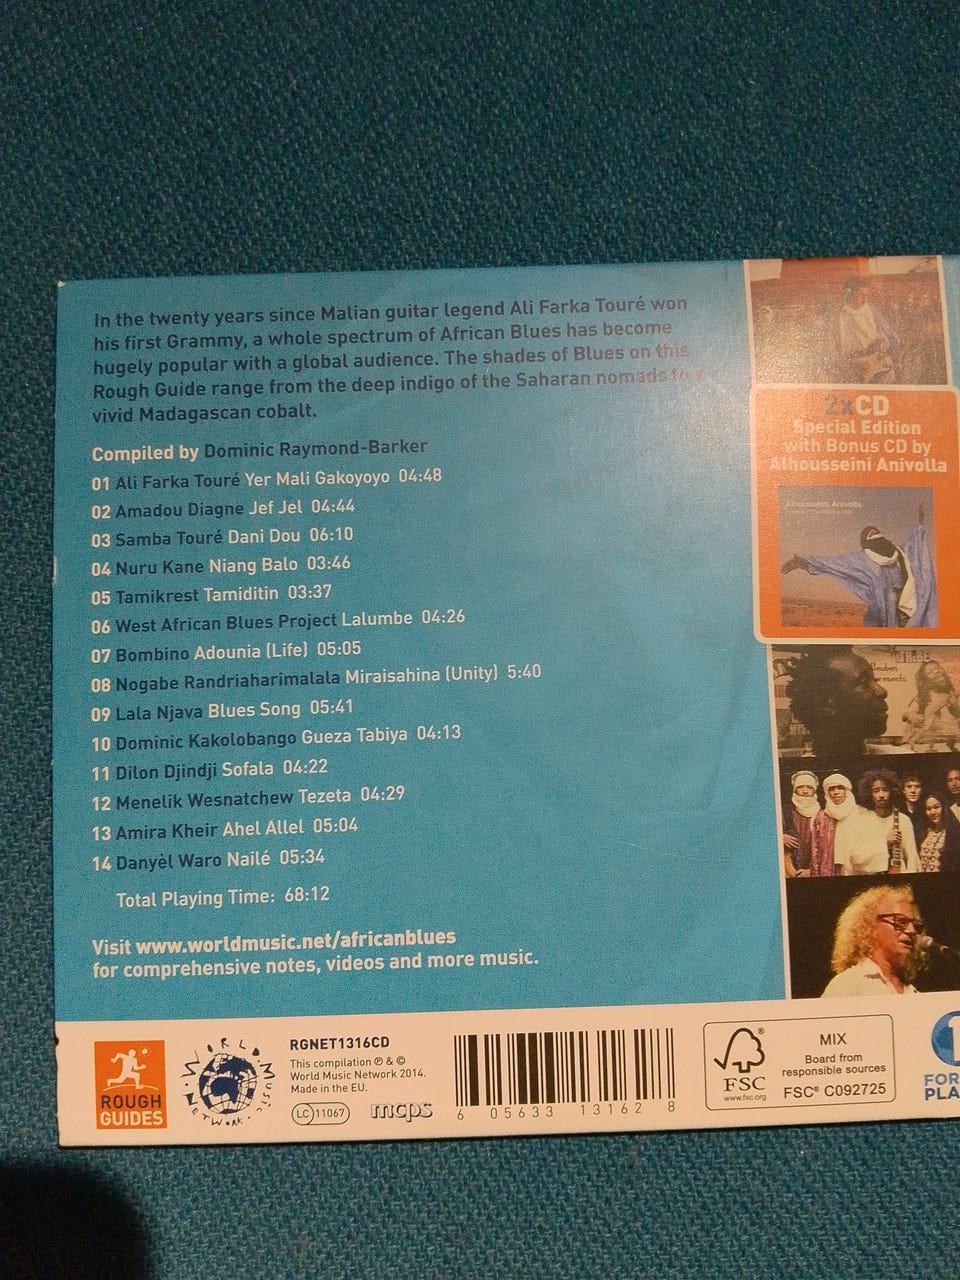 In the twenty years since Malian guitar legend Ali Farka Touré won
his first Grammy, a whole spectrum of African Blues has become
hugely popular with a global audience. The shades of Blues on this
Rough Guide range from the deep indigo of the Saharan nomads to a
vivid Madagascan cobalt.
Compiled by Dominic Raymond-Barker
01 Ali Farka Touré Yer Mali Gakoyoyo 04:48
02 Amadou Diagne Jef Jel 04:44
03 Samba Touré Dani Dou 06:10
04 Nuru Kane Niang Balo 03:46
05 Tamikrest Tamiditin 03:37
06 West African Blues Project Lalumbe 04:26
07 Bombino Adounia (Life) 05:05
08 Nogabe Randriaharimalala Miraisahina (Unity) 5:40
09 Lala Njava Blues Song 05:41
10 Dominic Kakolobango Gueza Tabiya 04:13
11 Dilon Djindji Sofala 04:22
12 Menelik Wesnatchew Tezeta 04:29
13 Amira Kheir Ahel Allel 05:04
14 Danyèl Waro Nailé 05:34
Total Playing Time: 68:12
Visit www.worldmusic.net/africanblues
for comprehensive notes, videos and more music.
2xCD
Special Edition
with Bonus CD by
Alhousseini Anivolla
Alhousseini Anivolla
ROUGH
GUIDES
WORLD MUSIC NETWORK
RGNET1316CD
This compilation ℗ & ©
World Music Network 2014.
Made in the EU.
LC 11067
mcps
6 05633 13162 8
FSC®
www.fsc.org
MIX
Board from
responsible sources
FSC® C092725
1
FOR
PLA